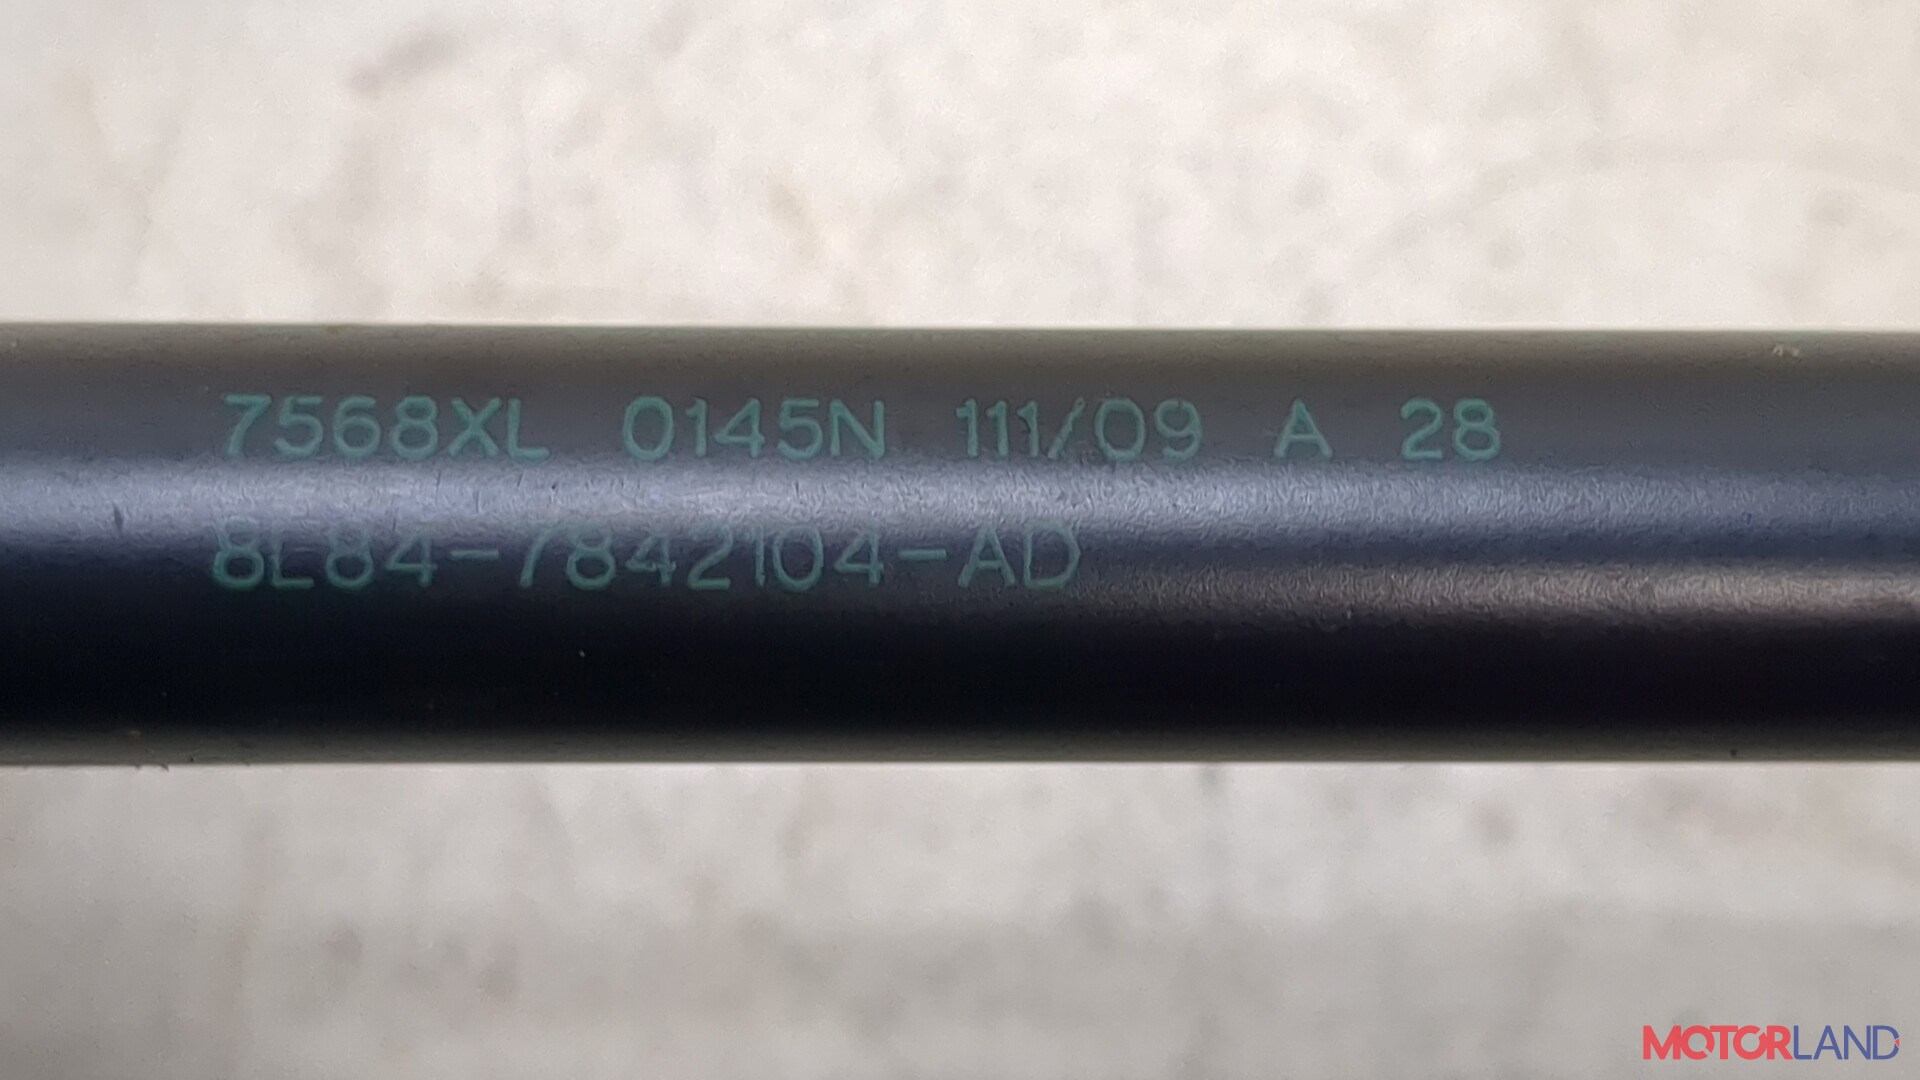 7568XL 0145N 111/09 A 28
8L84-7842104-AD
MOTORLAND